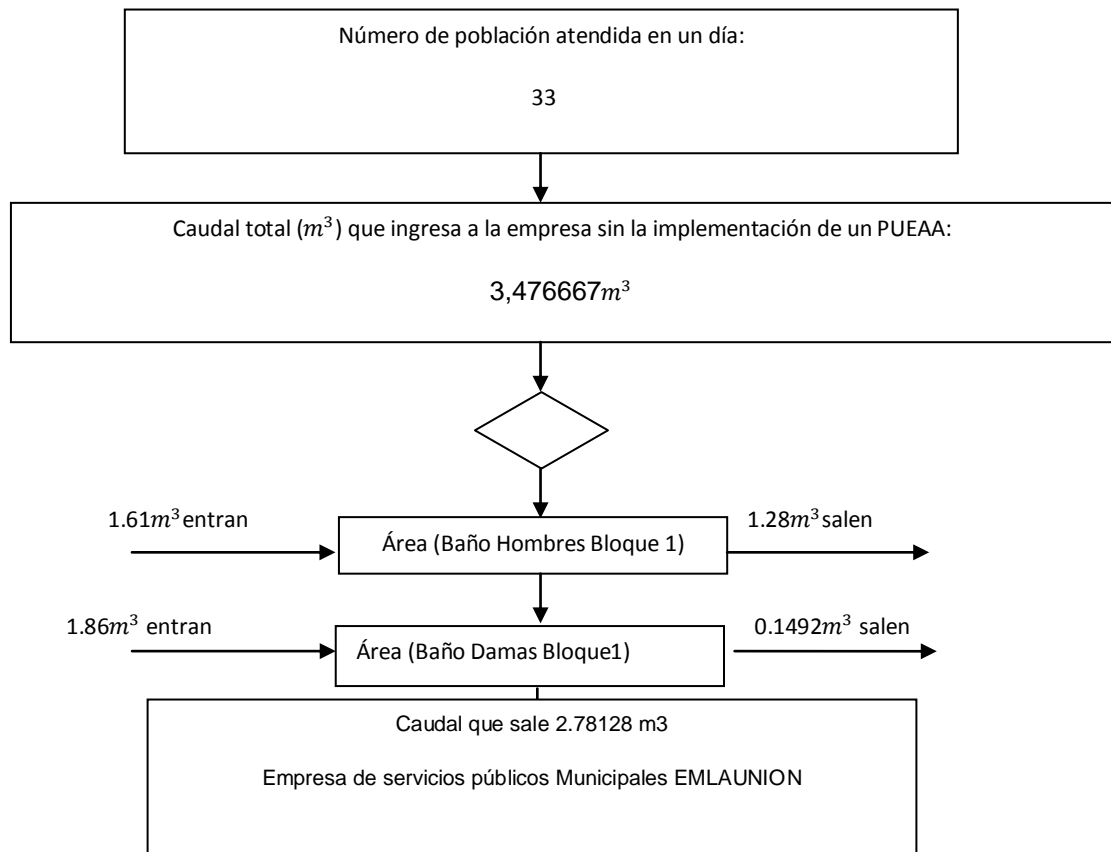 Número de población atendida en un día:
33
Caudal total (m³) que ingresa a la empresa sin la implementación de un PUEAA:
3,476667m³
1.61m³ entran
Área (Baño Hombres Bloque 1)
1.28m³ salen
1.86m³ entran
Área (Baño Damas Bloque1)
0.1492m³ salen
Caudal que sale 2.78128 m3
Empresa de servicios públicos Municipales EMLAUNION